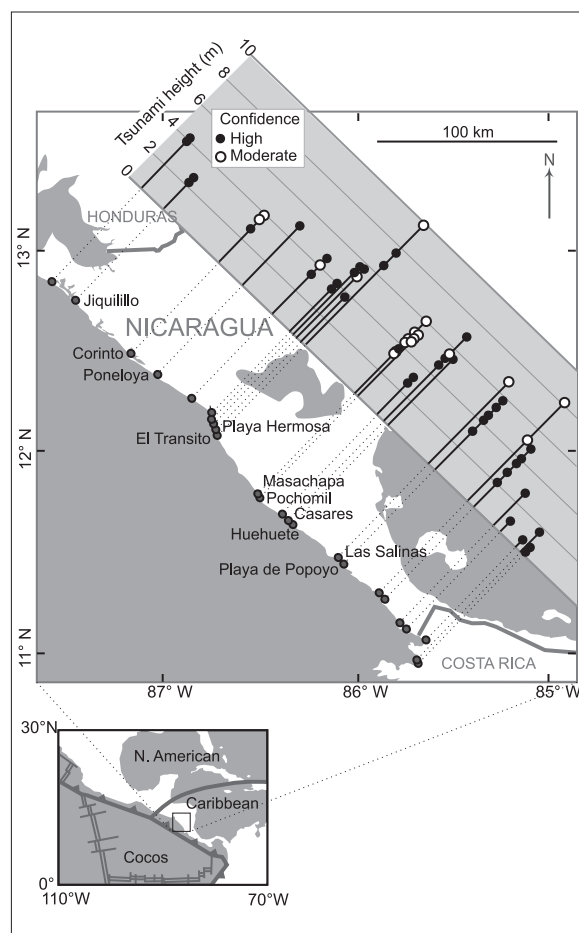 Tsunami height (m)
0
2
4
6
8
10
Confidence
High
Moderate
100 km
N
HONDURAS
13° N
Jiquilillo
NICARAGUA
Corinto
Poneloya
12° N
Playa Hermosa
El Transito
Masachapa
Pochomil
Casares
Huehuete
Las Salinas
Playa de Popoyo
11° N
COSTA RICA
87° W
86° W
85° W
30°N
N. American
Caribbean
Cocos
0°
110°W
70°W